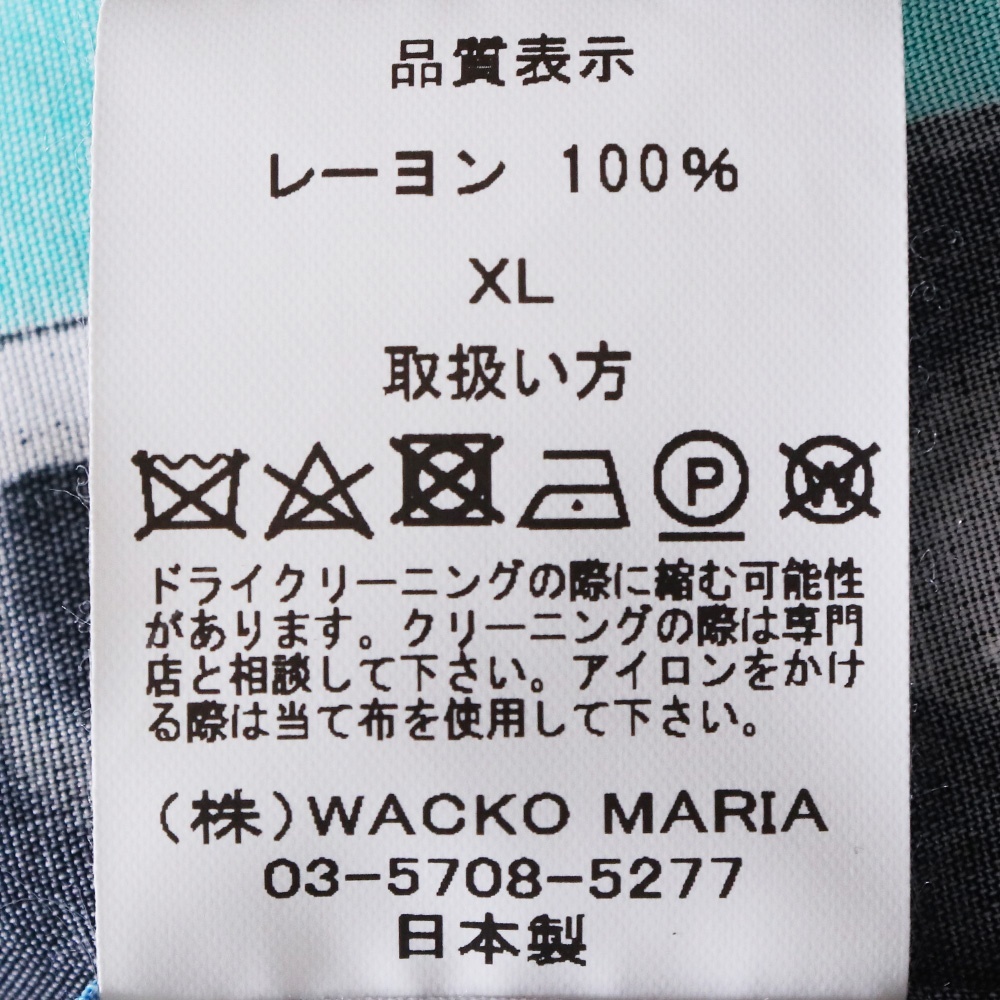 品質表示
レーヨン 100%
XL
取扱い方
P W
ドライクリーニングの際に縮む可能性
があります。クリーニングの際は専門
店と相談して下さい。アイロンをかけ
る際は当て布を使用して下さい。
(株)WACKO MARIA
03-5708-5277
日本製